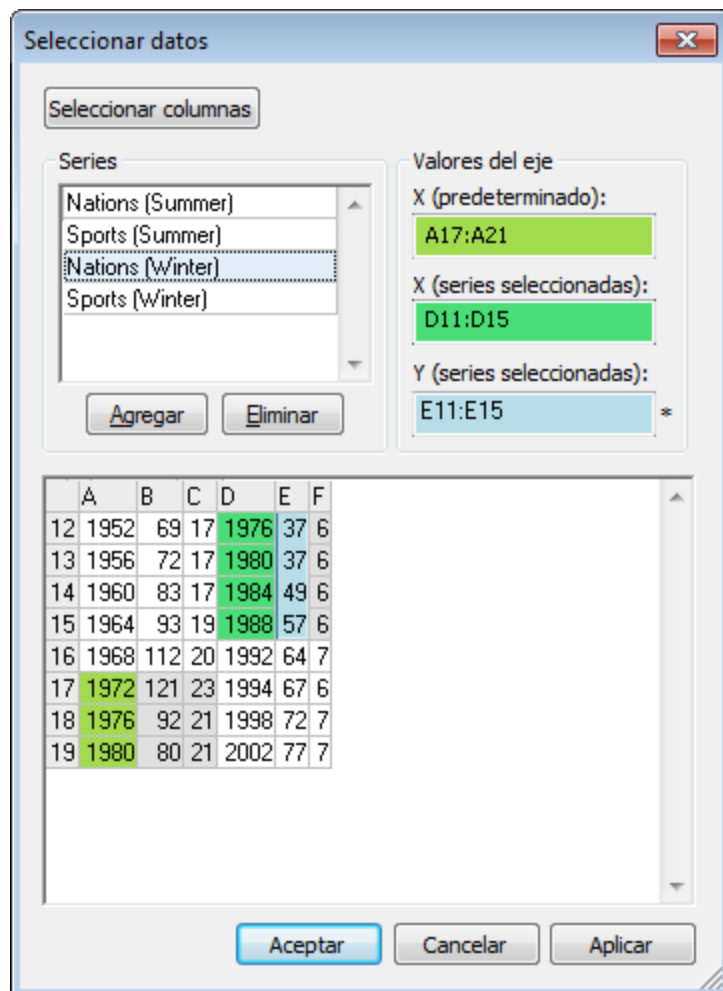 Seleccionar datos
Seleccionar columnas
Series
Nations (Summer)
Sports (Summer)
Nations (Winter)
Sports (Winter)
Agregar Eliminar
Valores del eje
X (predeterminado):
A17:A21
X (series seleccionadas):
D11:D15
Y (series seleccionadas):
E11:E15 *
A B C D E F
12 1952 69 17 1976 37 6
13 1956 72 17 1980 37 6
14 1960 83 17 1984 49 6
15 1964 93 19 1988 57 6
16 1968 112 20 1992 64 7
17 1972 121 23 1994 67 6
18 1976 92 21 1998 72 7
19 1980 80 21 2002 77 7
Aceptar Cancelar Aplicar